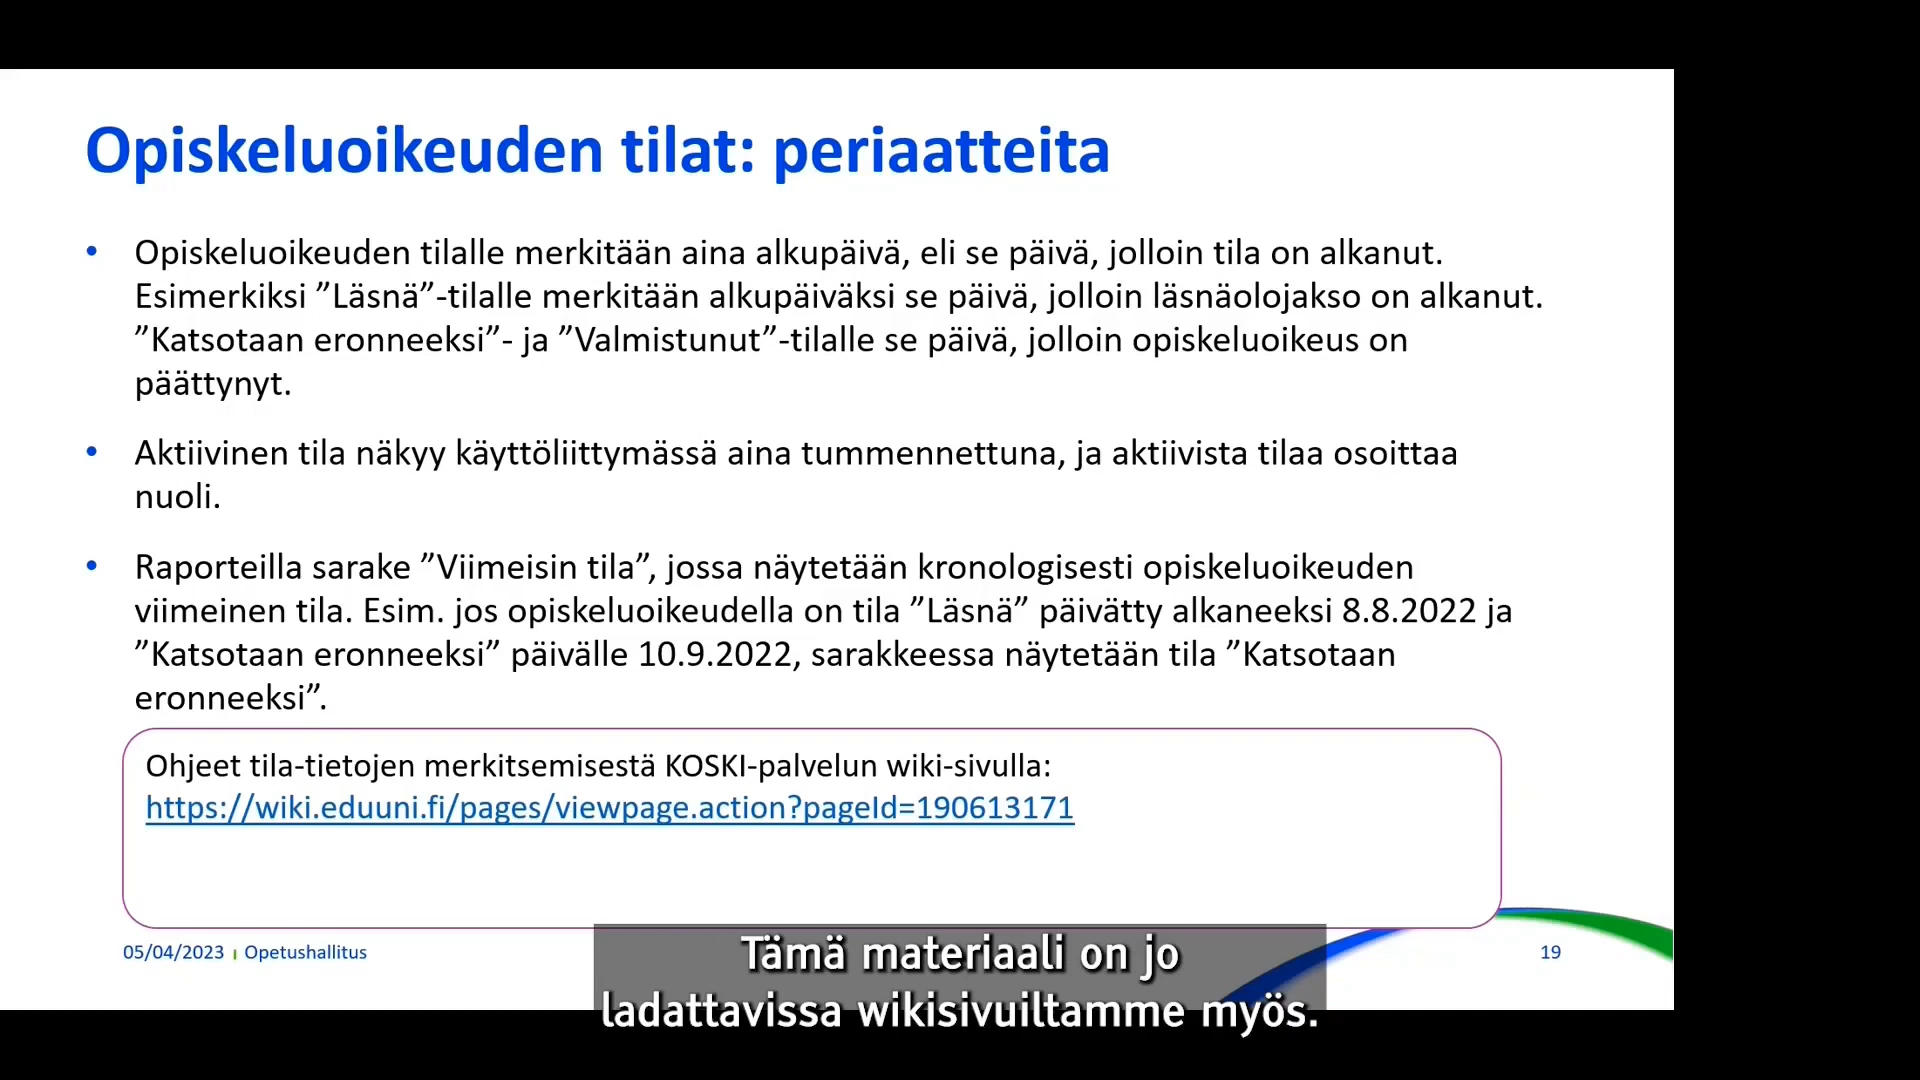 Opiskeluoikeuden tilat: periaatteita
• Opiskeluoikeuden tilalle merkitään aina alkupäivä, eli se päivä, jolloin tila on alkanut.
Esimerkiksi ”Läsnä”-tilalle merkitään alkupäiväksi se päivä, jolloin läsnäolojakso on alkanut.
”Katsotaan eronneeksi”- ja ”Valmistunut”-tilalle se päivä, jolloin opiskeluoikeus on
päättynyt.
• Aktiivinen tila näkyy käyttöliittymässä aina tummennettuna, ja aktiivista tilaa osoittaa
nuoli.
• Raporteilla sarake ”Viimeisin tila”, jossa näytetään kronologisesti opiskeluoikeuden
viimeinen tila. Esim. jos opiskeluoikeudella on tila ”Läsnä” päivätty alkaneeksi 8.8.2022 ja
”Katsotaan eronneeksi” päivälle 10.9.2022, sarakkeessa näytetään tila ”Katsotaan
eronneeksi”.
Ohjeet tila-tietojen merkitsemisestä KOSKI-palvelun wiki-sivulla:
https://wiki.eduuni.fi/pages/viewpage.action?pageId=190613171
05/04/2023 | Opetushallitus
19
Tämä materiaali on jo
ladattavissa wikisivuiltamme myös.